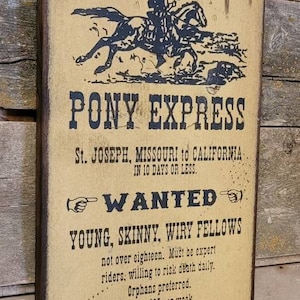 PONY EXPRESS
St. JOSEPH, MISSOURI to CALIFORNIA
IN 10 DAYS OR LESS.
WANTED
YOUNG, SKINNY, WIRY FELLOWS
not over eighteen. Must be expert
riders, willing to risk death daily.
Orphans preferred.
week